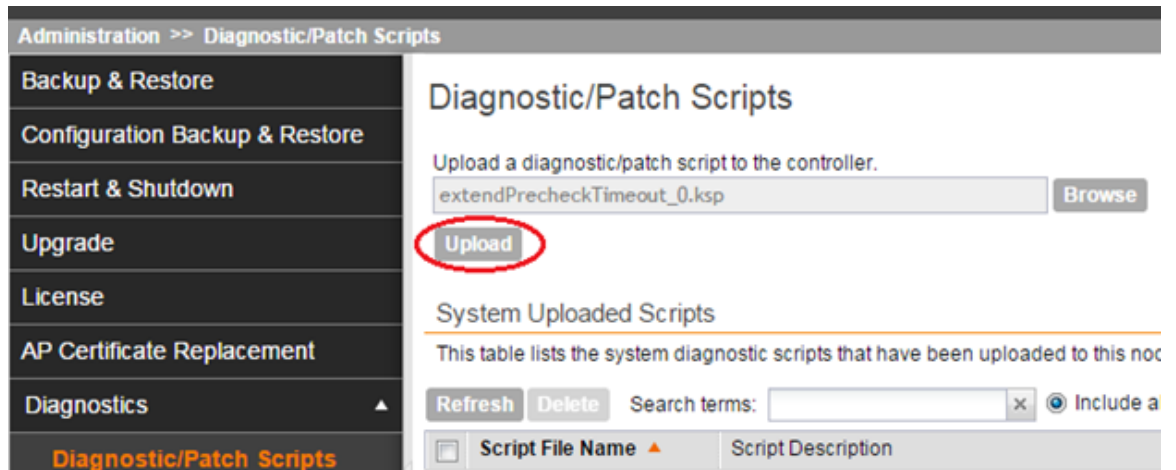 Administration >> Diagnostic/Patch Scripts
Backup & Restore
Configuration Backup & Restore
Restart & Shutdown
Upgrade
License
AP Certificate Replacement
Diagnostics
Diagnostic/Patch Scripts
Diagnostic/Patch Scripts
Upload a diagnostic/patch script to the controller.
extendPrecheckTimeout_0.ksp Browse
Upload
System Uploaded Scripts
This table lists the system diagnostic scripts that have been uploaded to this
Refresh Delete Search terms: Include
Script File Name Script Description